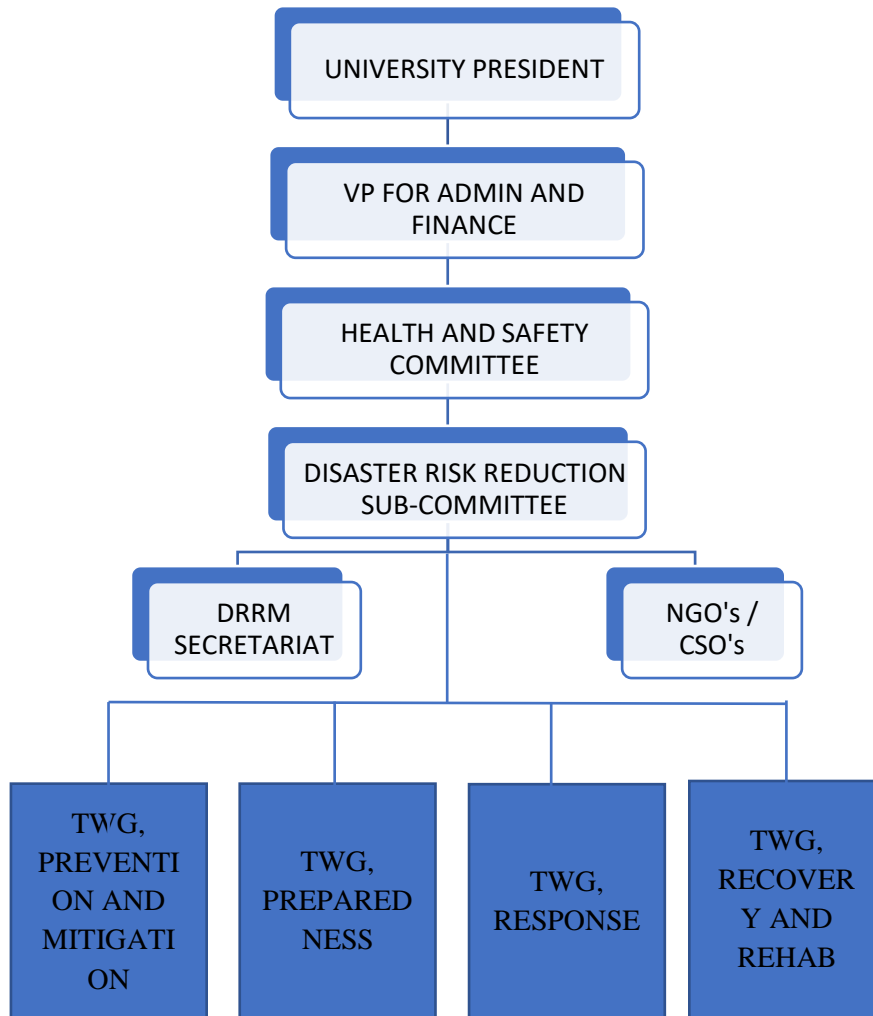 UNIVERSITY PRESIDENT
VP FOR ADMIN AND
FINANCE
HEALTH AND SAFETY
COMMITTEE
DISASTER RISK REDUCTION
SUB-COMMITTEE
DRRM
SECRETARIAT
NGO's /
CSO's
TWG,
PREVENTI
ON AND
MITIGATI
ON
TWG,
PREPARED
NESS
TWG,
RESPONSE
TWG,
RECOVER
Y AND
REHAB